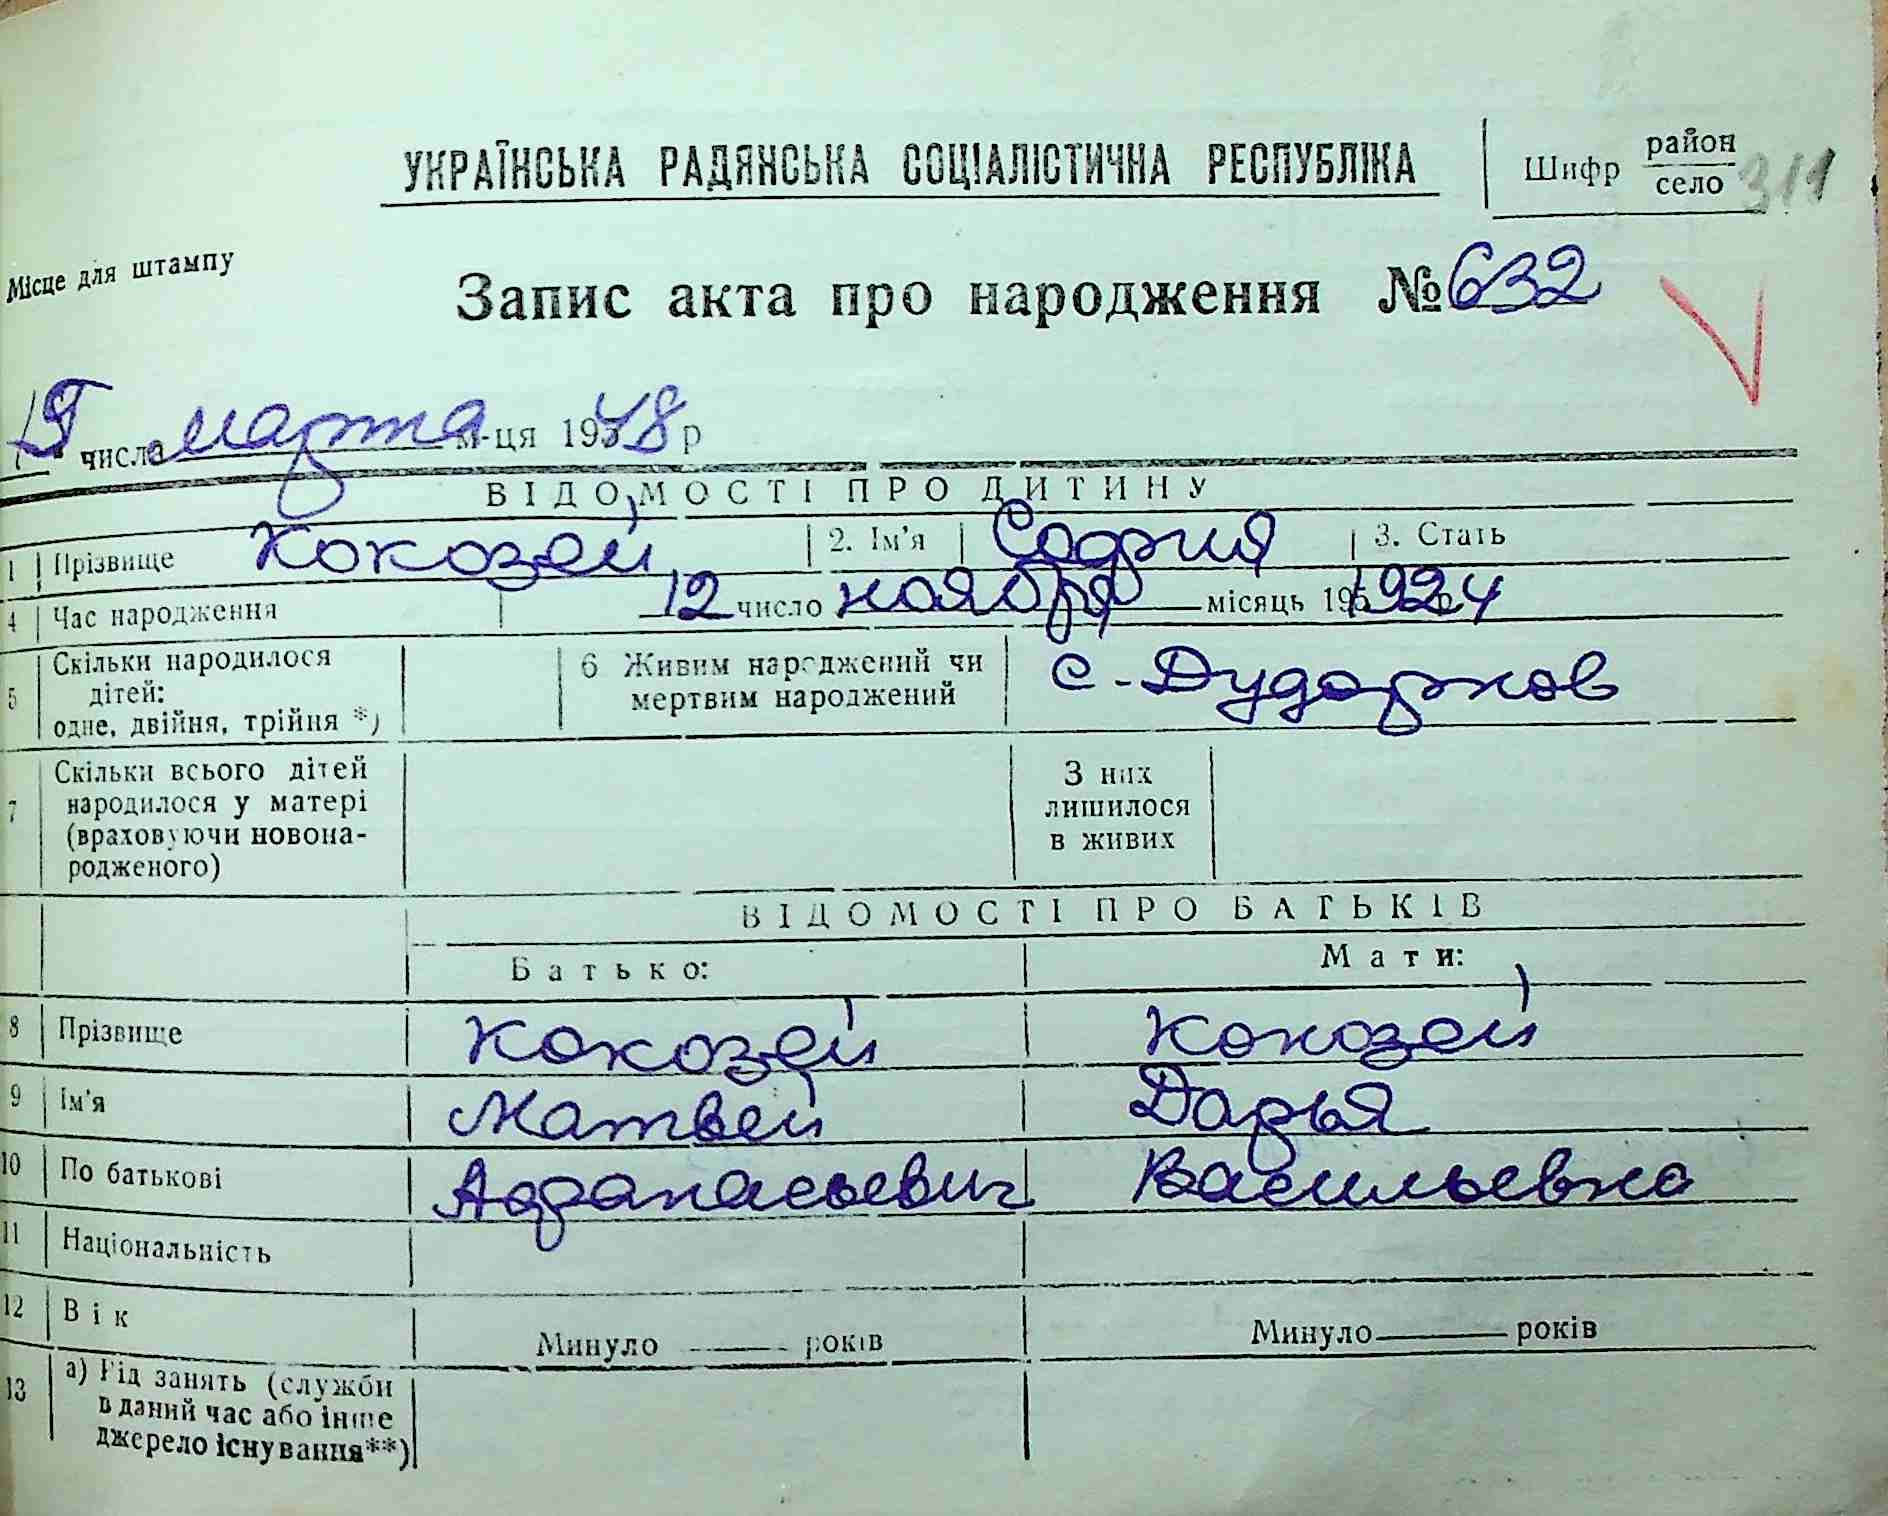 УКРАЇНСЬКА РАДЯНСЬКА СОЦІАЛІСТИЧНА РЕСПУБЛІКА
Шифр район
село 311
Місце для штампу
Запис акта про народження № 632
числа марта м-ця 1948 р
ВІДОМОСТІ ПРО ДИТИНУ
1 Прізвище Кокозей 2. Ім'я София 3. Стать
4 Час народження 12 число ноября місяць 1924
5 Скільки народилося
дітей:
одне, двійня, трійня *)
6 Живим народжений чи
мертвим народжений
с. Дударков
7 Скільки всього дітей
народилося у матері
(враховуючи новона-
родженого)
З них
лишилося
в живих
ВІДОМОСТІ ПРО БАТЬКІВ
Батько: Мати:
8 Прізвище Кокозей Кокозей
9 Ім'я Матвей Дарья
10 По батькові Афанасьевич Васильевна
11 Національність
12 Вік Минуло років Минуло років
13 а) Рід занять (служби
в даний час або інше
джерело існування**)